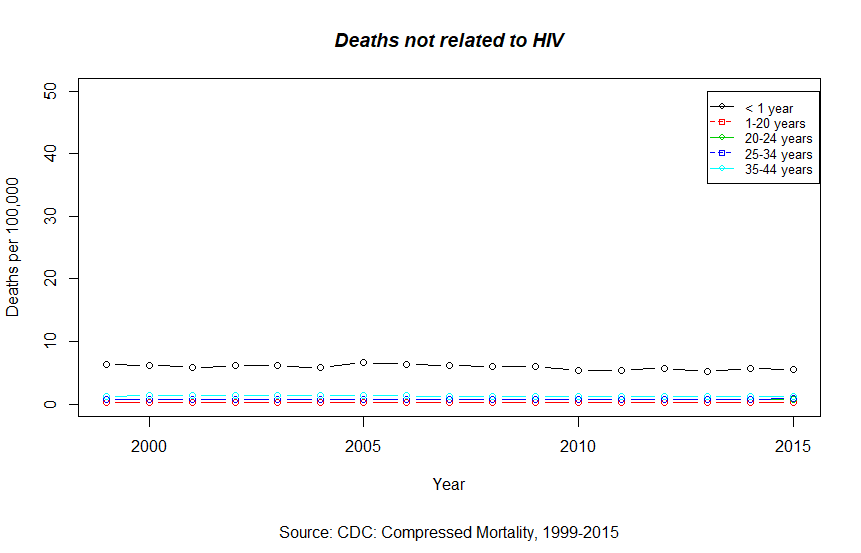 Deaths not related to HIV
Deaths per 100,000
50
40
30
20
10
0
< 1 year
1-20 years
20-24 years
25-34 years
35-44 years
2000 2005 2010 2015
Year
Source: CDC: Compressed Mortality, 1999-2015